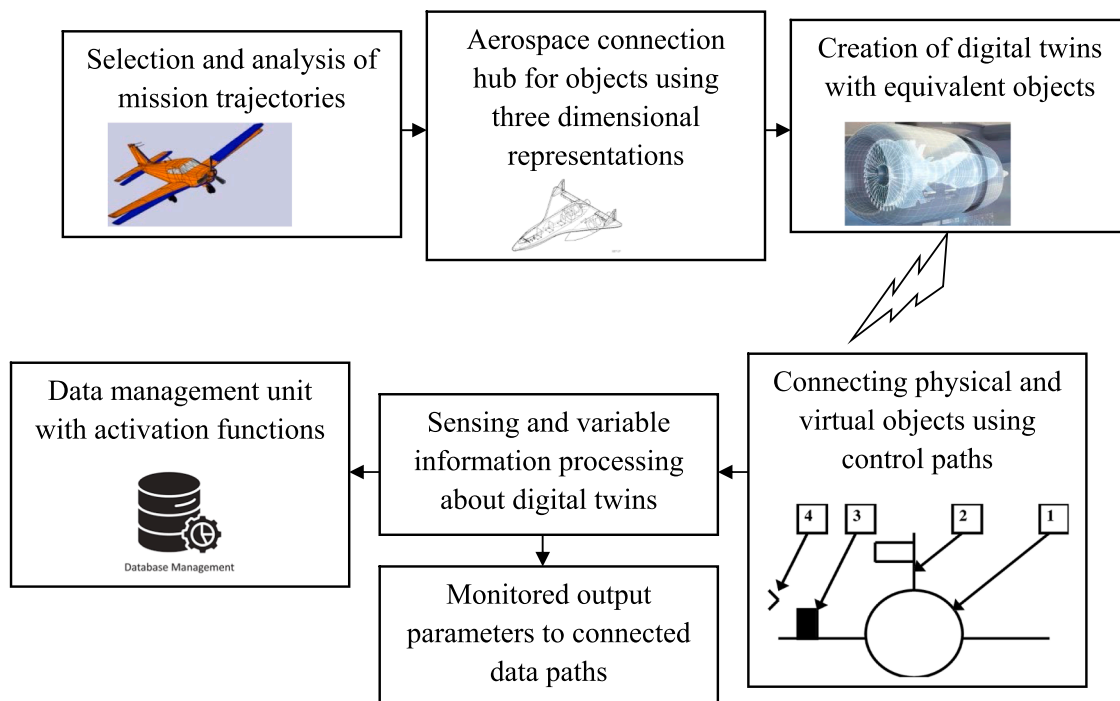 Selection and analysis of
mission trajectories
Aerospace connection
hub for objects using
three dimensional
representations
Creation of digital twins
with equivalent objects
Connecting physical and
virtual objects using
control paths
4
3
2
1
Sensing and variable
information processing
about digital twins
Data management unit
with activation functions
Database Management
Monitored output
parameters to connected
data paths